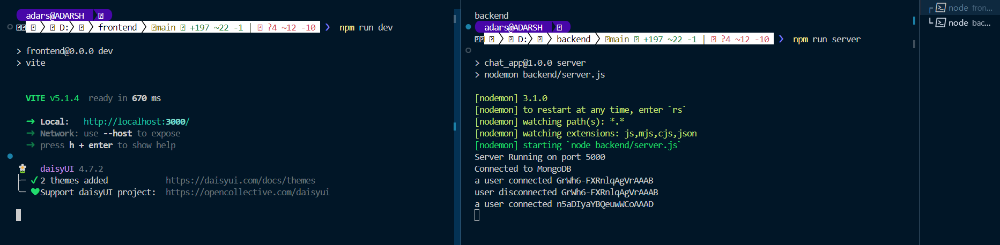 adars@ADARSH
D: frontend main +197 ~22 -1 | ?4 ~12 -10 ❯ npm run dev
> frontend@0.0.0 dev
> vite
VITE v5.1.4 ready in 670 ms
➜ Local: http://localhost:3000/
➜ Network: use --host to expose
➜ press h + enter to show help
🌼 daisyUI 4.7.2
├─ ✔︎ 2 themes added https://daisyui.com/docs/themes
╰─ ♥︎ Support daisyUI project: https://opencollective.com/daisyui
backend
adars@ADARSH
D: backend main +197 ~22 -1 | ?4 ~12 -10 ❯ npm run server
> chat_app@1.0.0 server
> nodemon backend/server.js
[nodemon] 3.1.0
[nodemon] to restart at any time, enter `rs`
[nodemon] watching path(s): *.*
[nodemon] watching extensions: js,mjs,cjs,json
[nodemon] starting `node backend/server.js`
Server Running on port 5000
Connected to MongoDB
a user connected GrWh6-FXRnlqAgVrAAAB
user disconnected GrWh6-FXRnlqAgVrAAAB
a user connected n5aDIyaYBQeuwWCoAAAD
node fron...
node bac...